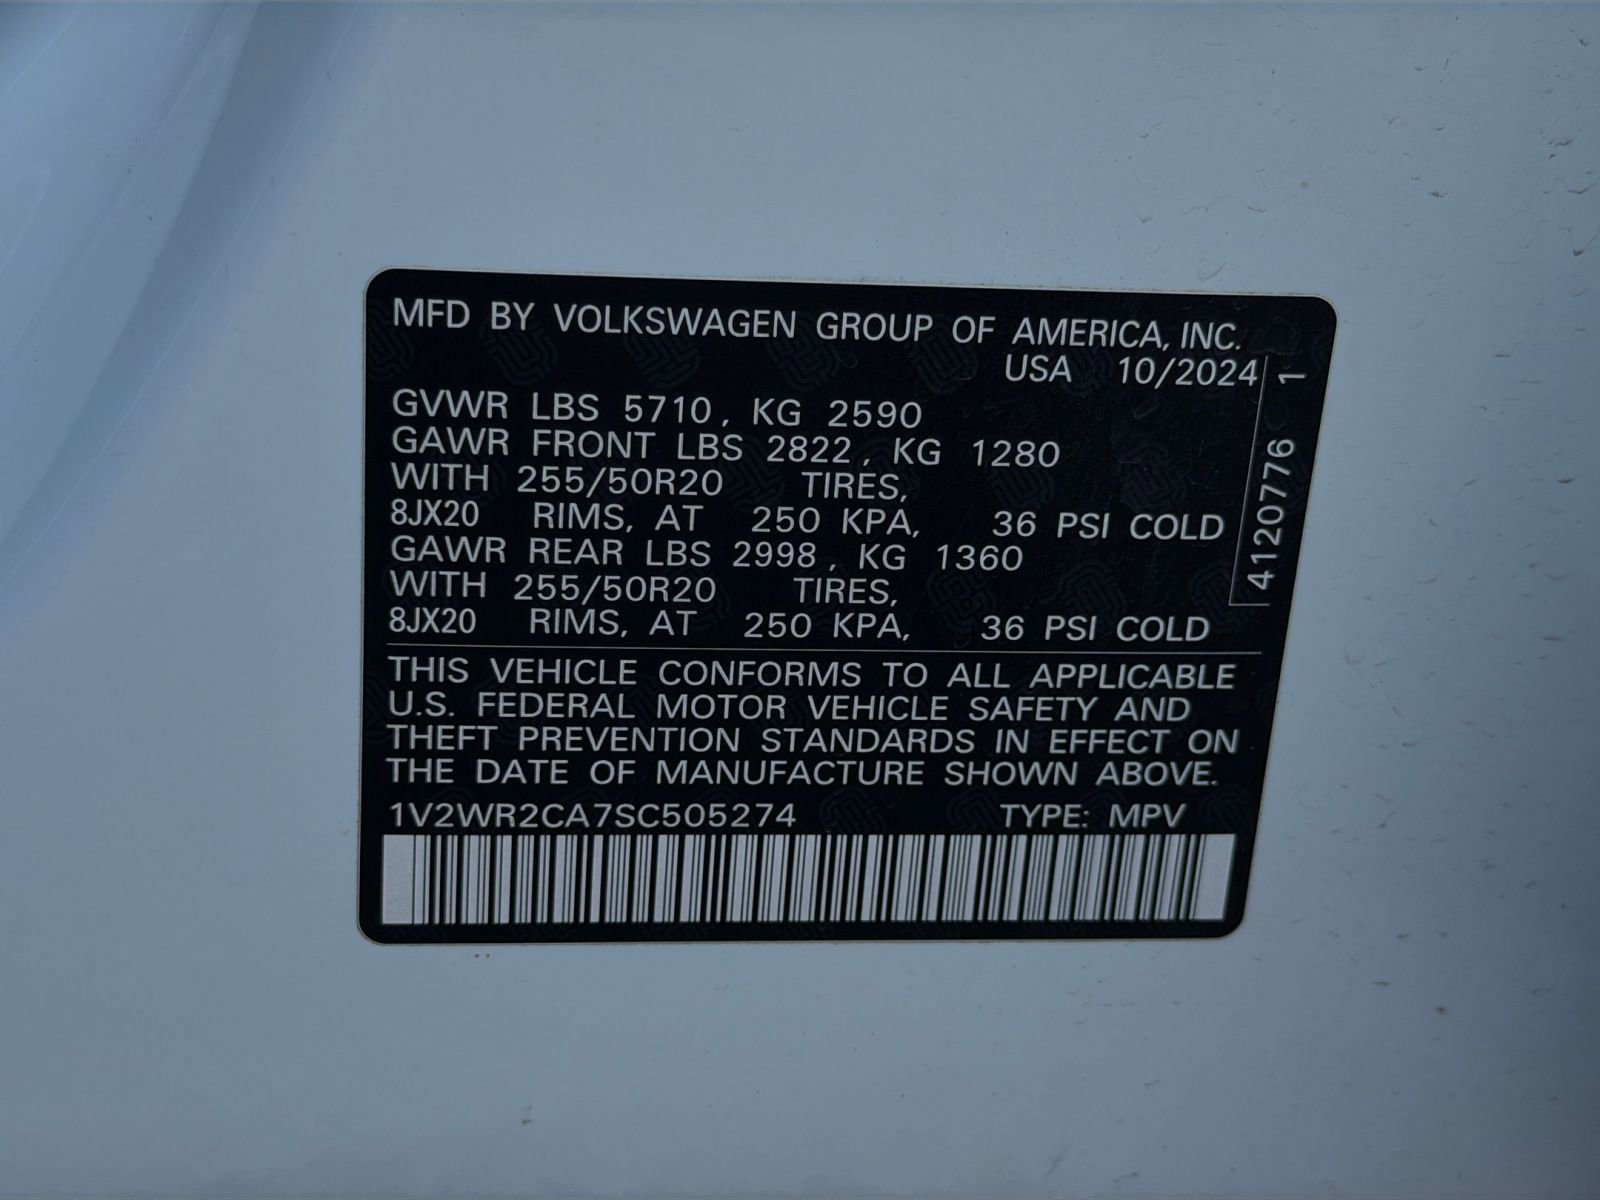 MFD BY VOLKSWAGEN GROUP OF AMERICA, INC.
USA 10/2024
GVWR LBS 5710, KG 2590
GAWR FRONT LBS 2822, KG 1280
WITH 255/50R20 TIRES,
8JX20 RIMS, AT 250 KPA, 36 PSI COLD
GAWR REAR LBS 2998, KG 1360
WITH 255/50R20 TIRES,
8JX20 RIMS, AT 250 KPA, 36 PSI COLD
THIS VEHICLE CONFORMS TO ALL APPLICABLE
U.S. FEDERAL MOTOR VEHICLE SAFETY AND
THEFT PREVENTION STANDARDS IN EFFECT ON
THE DATE OF MANUFACTURE SHOWN ABOVE.
1V2WR2CA7SC505274 TYPE: MPV
4120776 1